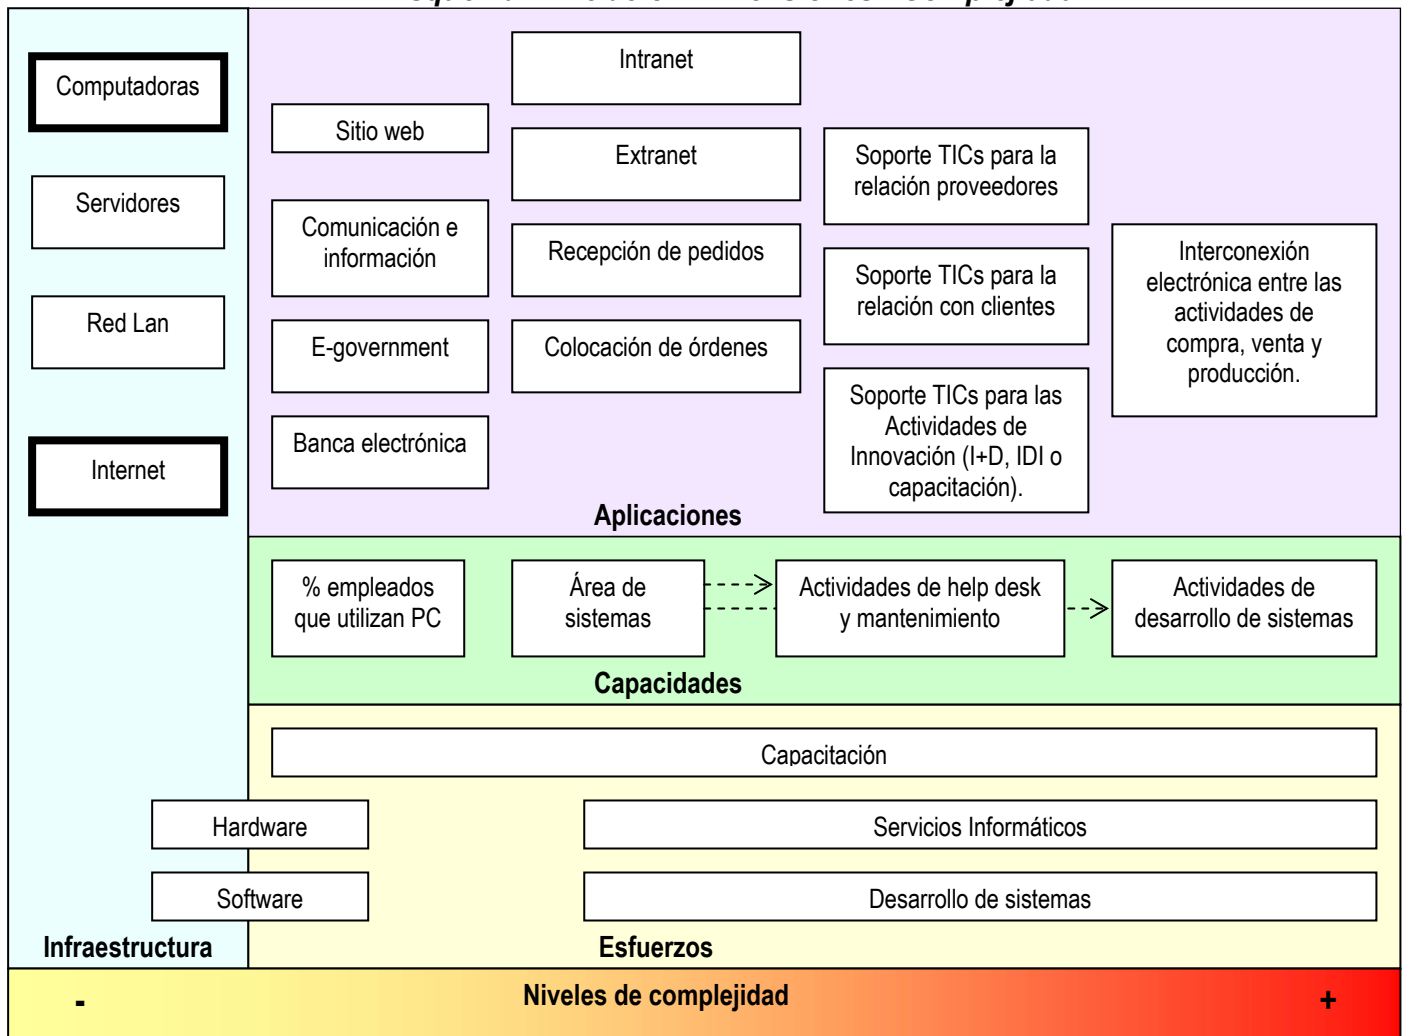 Computadoras
Servidores
Red Lan
Internet
Infraestructura
Sitio web
Comunicación e
información
E-government
Banca electrónica
Intranet
Extranet
Recepción de pedidos
Colocación de órdenes
Soporte TICs para la
relación proveedores
Soporte TICs para la
relación con clientes
Soporte TICs para las
Actividades de
Innovación (I+D, IDI o
capacitación).
Interconexión
electrónica entre las
actividades de
compra, venta y
producción.
Aplicaciones
% empleados
que utilizan PC
Área de
sistemas
Actividades de help desk
y mantenimiento
Actividades de
desarrollo de sistemas
Capacidades
Capacitación
Hardware
Servicios Informáticos
Software
Desarrollo de sistemas
Esfuerzos
- Niveles de complejidad +